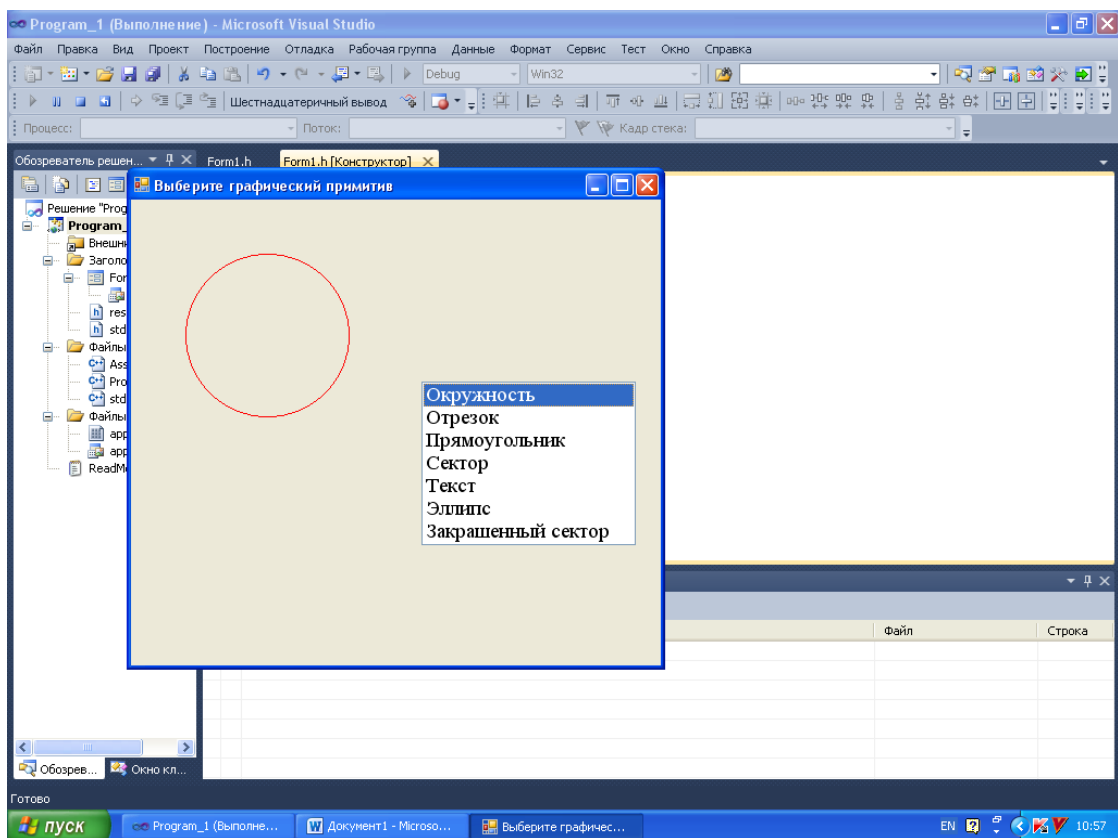 Program_1 (Выполнение) - Microsoft Visual Studio
Файл Правка Вид Проект Построение Отладка Рабочая группа Данные Формат Сервис Тест Окно Справка
Debug Win32
Шестнадцатеричный вывод
Процесс: Поток: Кадр стека:
Обозреватель решен... Form1.h Form1.h [Конструктор]
Выберите графический примитив
Решение "Prog
Program_
Внешни
Заголо
For
res
std
Файлы
Ass
Pro
std
Файлы
app
app
ReadMe
Окружность
Отрезок
Прямоугольник
Сектор
Текст
Эллипс
Закрашенный сектор
Файл Строка
Обозрев... Окно кл...
Готово
пуск Program_1 (Выполне... Документ1 - Microso... Выберите графичес... EN 10:57